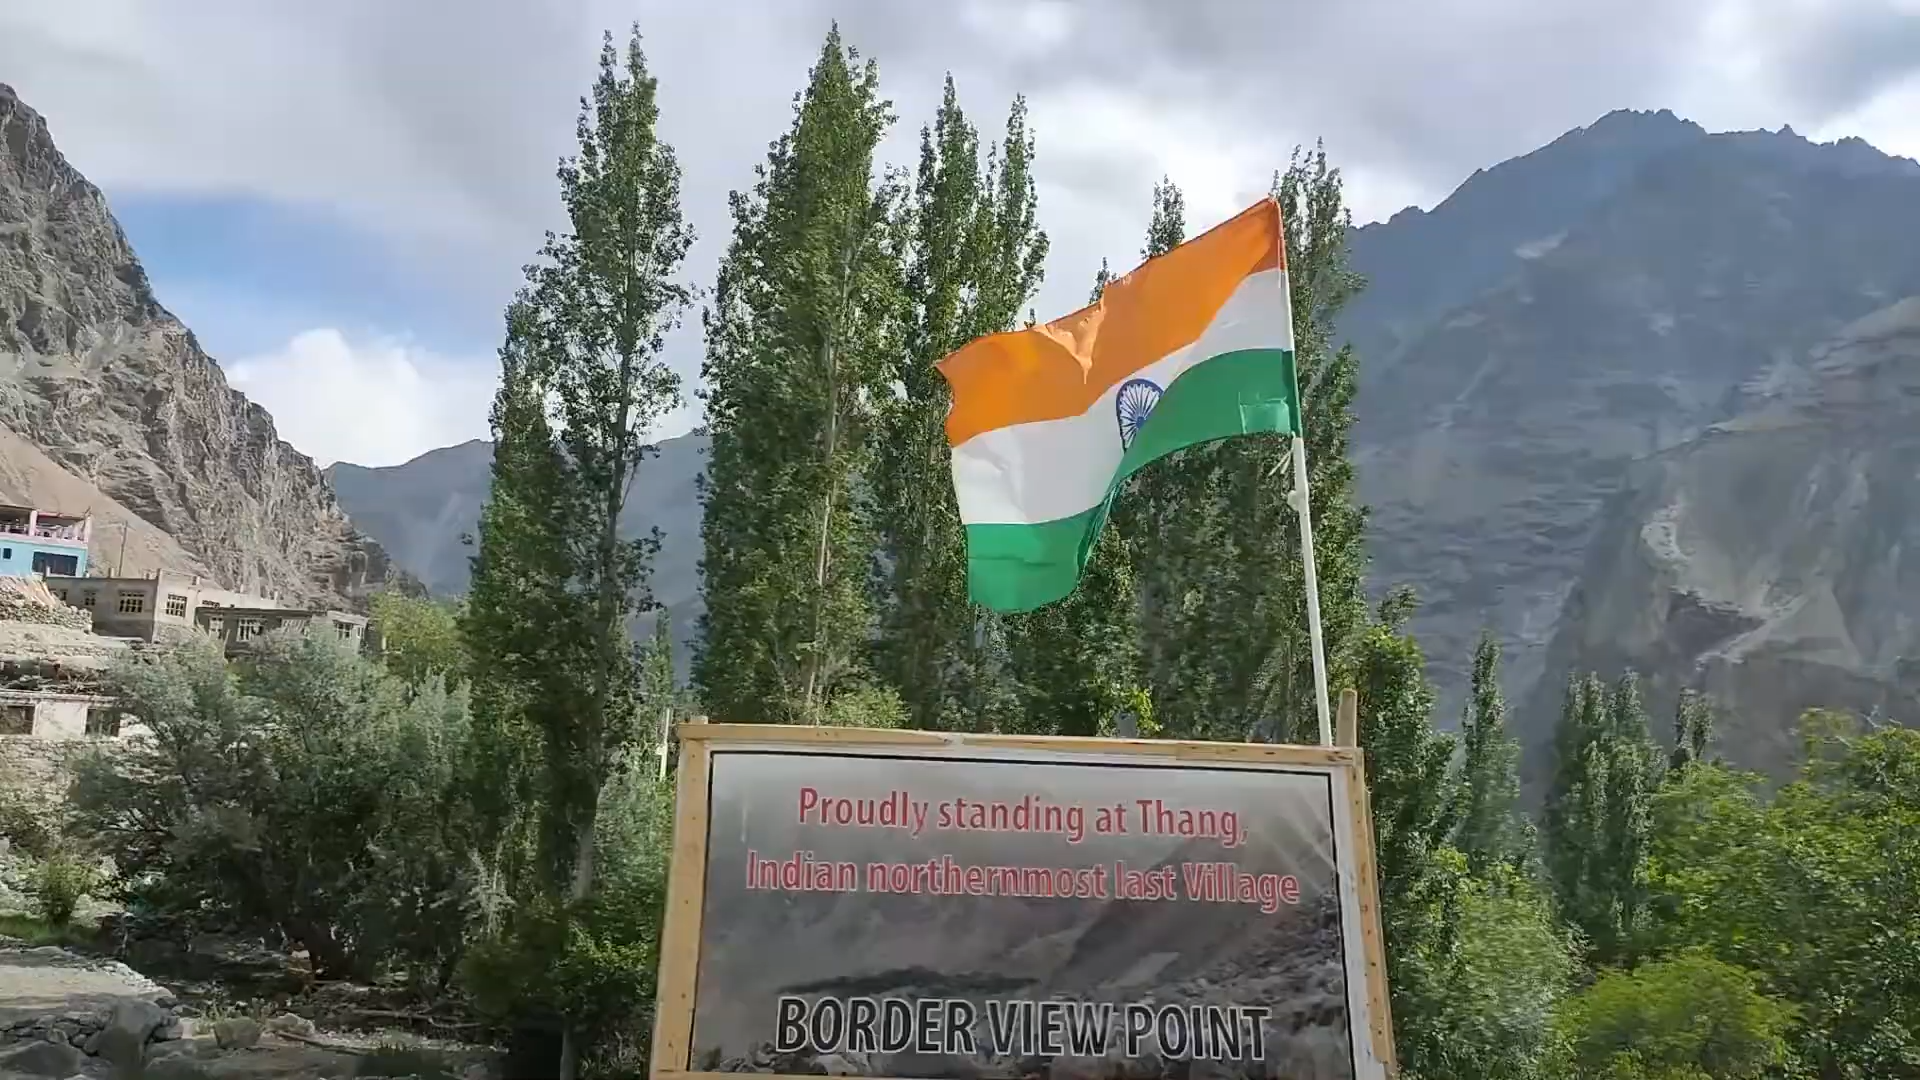 Proudly standing at Thang,
Indian northernmost last Village
BORDER VIEW POINT